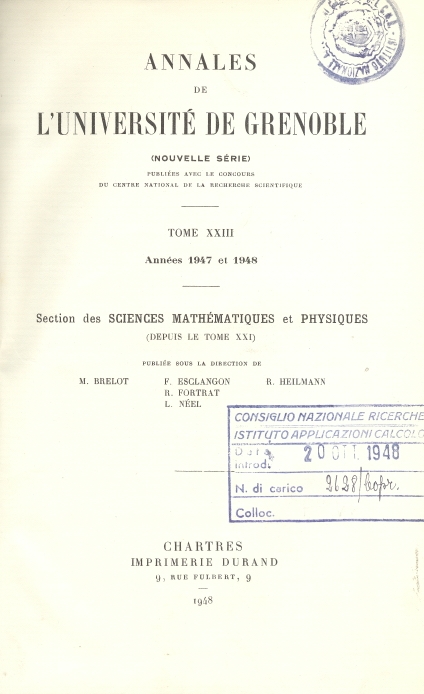 ANNALES
DE
L'UNIVERSITÉ DE GRENOBLE
(NOUVELLE SÉRIE)
PUBLIÉES AVEC LE CONCOURS
DU CENTRE NATIONAL DE LA RECHERCHE SCIENTIFIQUE
TOME XXIII
Années 1947 et 1948
Section des SCIENCES MATHÉMATIQUES et PHYSIQUES
(DEPUIS LE TOME XXI)
PUBLIÉE SOUS LA DIRECTION DE
M. BRELOT F. ESCLANGON R. HEILMANN
R. FORTRAT
L. NÉEL
CONSIGLIO NAZIONALE RICERCHE
ISTITUTO APPLICAZIONI CALCOLO
Data 20 OTT. 1948
introd.
N. di carico 2628/
Colloc.
CHARTRES
IMPRIMERIE DURAND
9, RUE FULBERT, 9
1948